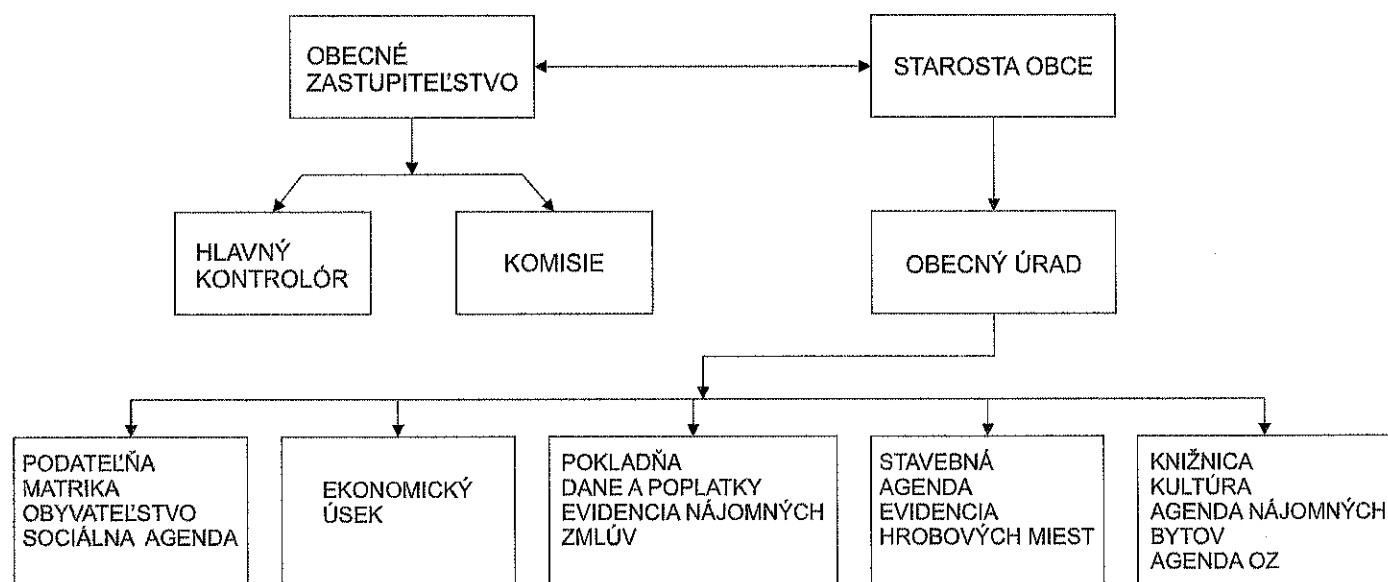 OBECNÉ
ZASTUPITEĽSTVO
STAROSTA OBCE
HLAVNÝ
KONTROLÓR
KOMISIE
OBECNÝ ÚRAD
PODATEĽŇA
MATRIKA
OBYVATEĽSTVO
SOCIÁLNA AGENDA
EKONOMICKÝ
ÚSEK
POKLADŇA
DANE A POPLATKY
EVIDENCIA NÁJOMNÝCH
ZMLÚV
STAVEBNÁ
AGENDA
EVIDENCIA
HROBOVÝCH MIEST
KNIŽNICA
KULTÚRA
AGENDA NÁJOMNÝCH
BYTOV
AGENDA OZ